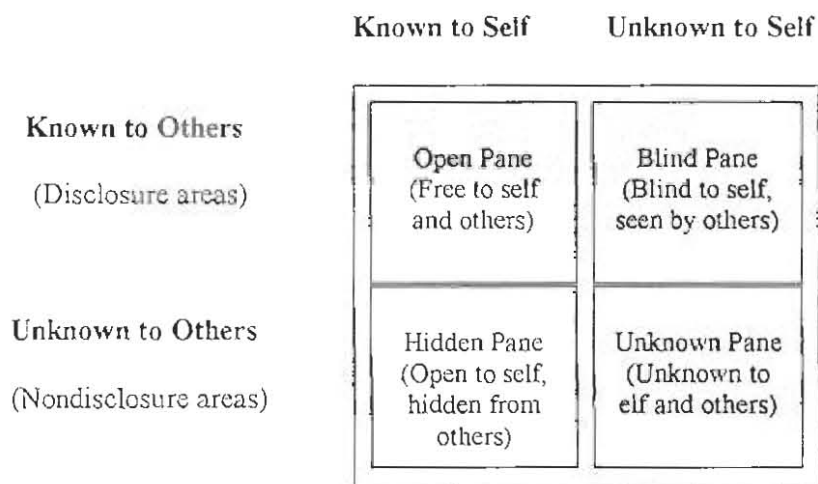 Known to Self Unknown to Self
Known to Others
(Disclosure areas)
Open Pane
(Free to self
and others)
Blind Pane
(Blind to self,
seen by others)
Unknown to Others
(Nondisclosure areas)
Hidden Pane
(Open to self,
hidden from
others)
Unknown Pane
(Unknown to
elf and others)